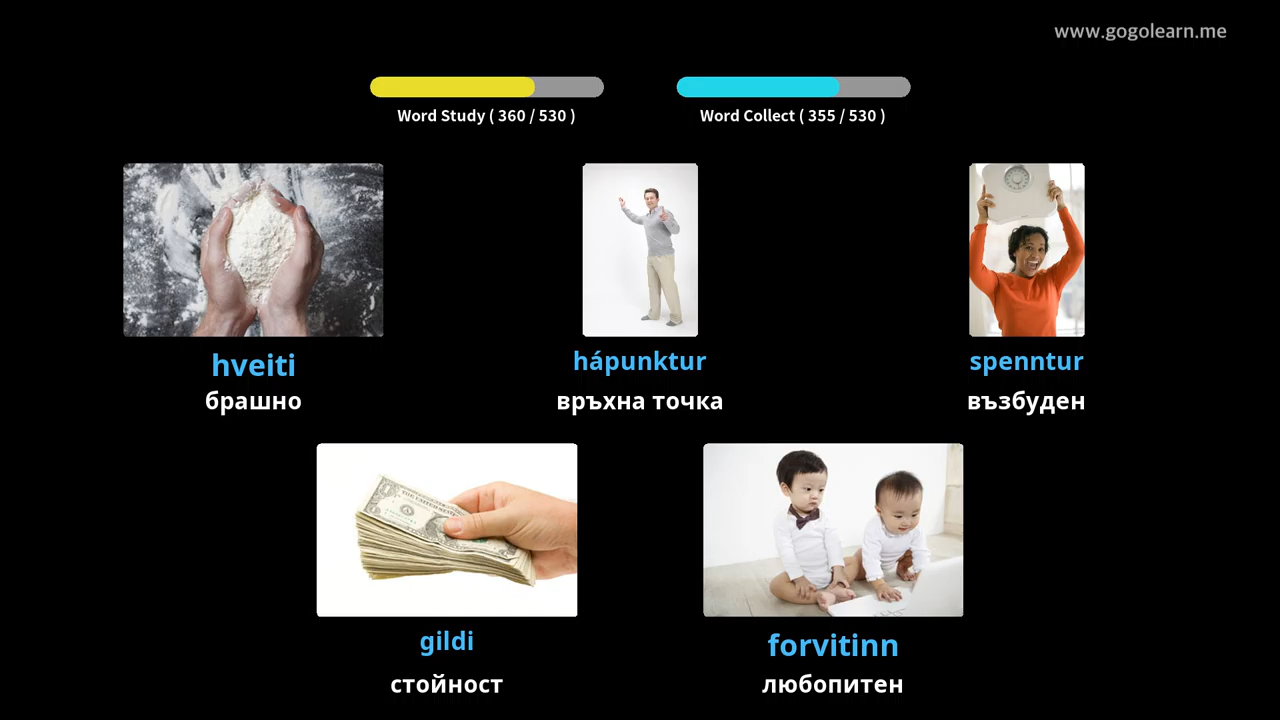 www.gogolearn.me
Word Study ( 360 / 530 )
Word Collect ( 355 / 530 )
hveiti
брашно
hápunktur
връхна точка
spenntur
възбуден
gildi
стойност
forvitinn
любопитен